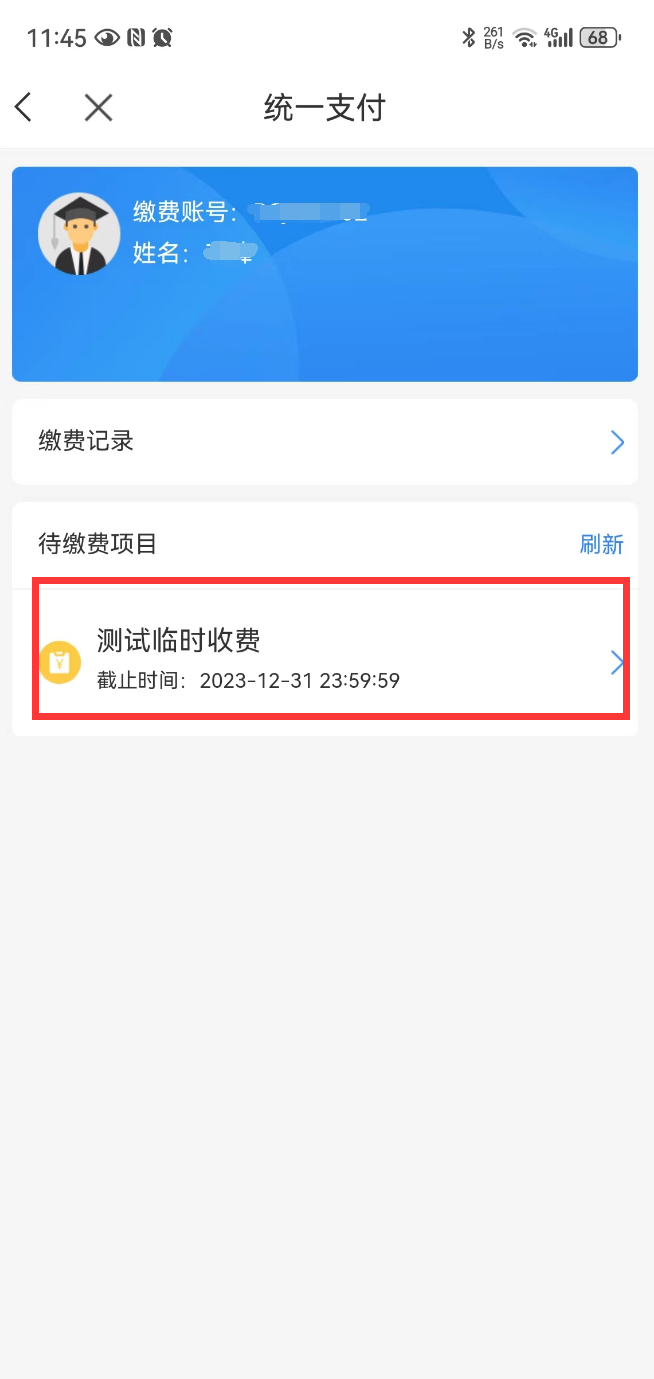 11:45
261 B/s
4G
68
统一支付
缴费账号：
姓名：
缴费记录
待缴费项目
刷新
测试临时收费
截止时间：2023-12-31 23:59:59